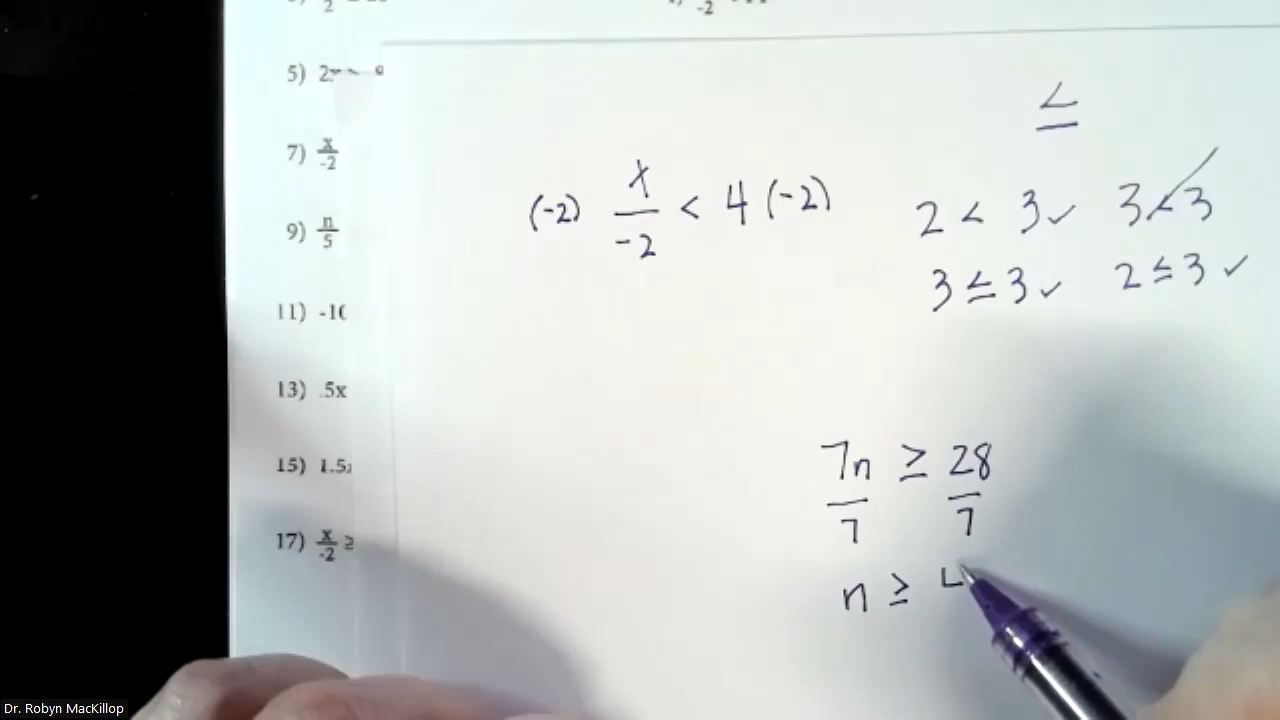 5) 2
7) x/-2
9) n/5
11) -1
13) .5x
15) 1.5
17) x/-2 ≥
<
(-2) x/-2 < 4 (-2)
2 < 3 ✓ 3 < 3
3 ≤ 3 ✓ 2 ≤ 3 ✓
7n ≥ 28
7 7
n ≥ 4
Dr. Robyn MacKillop